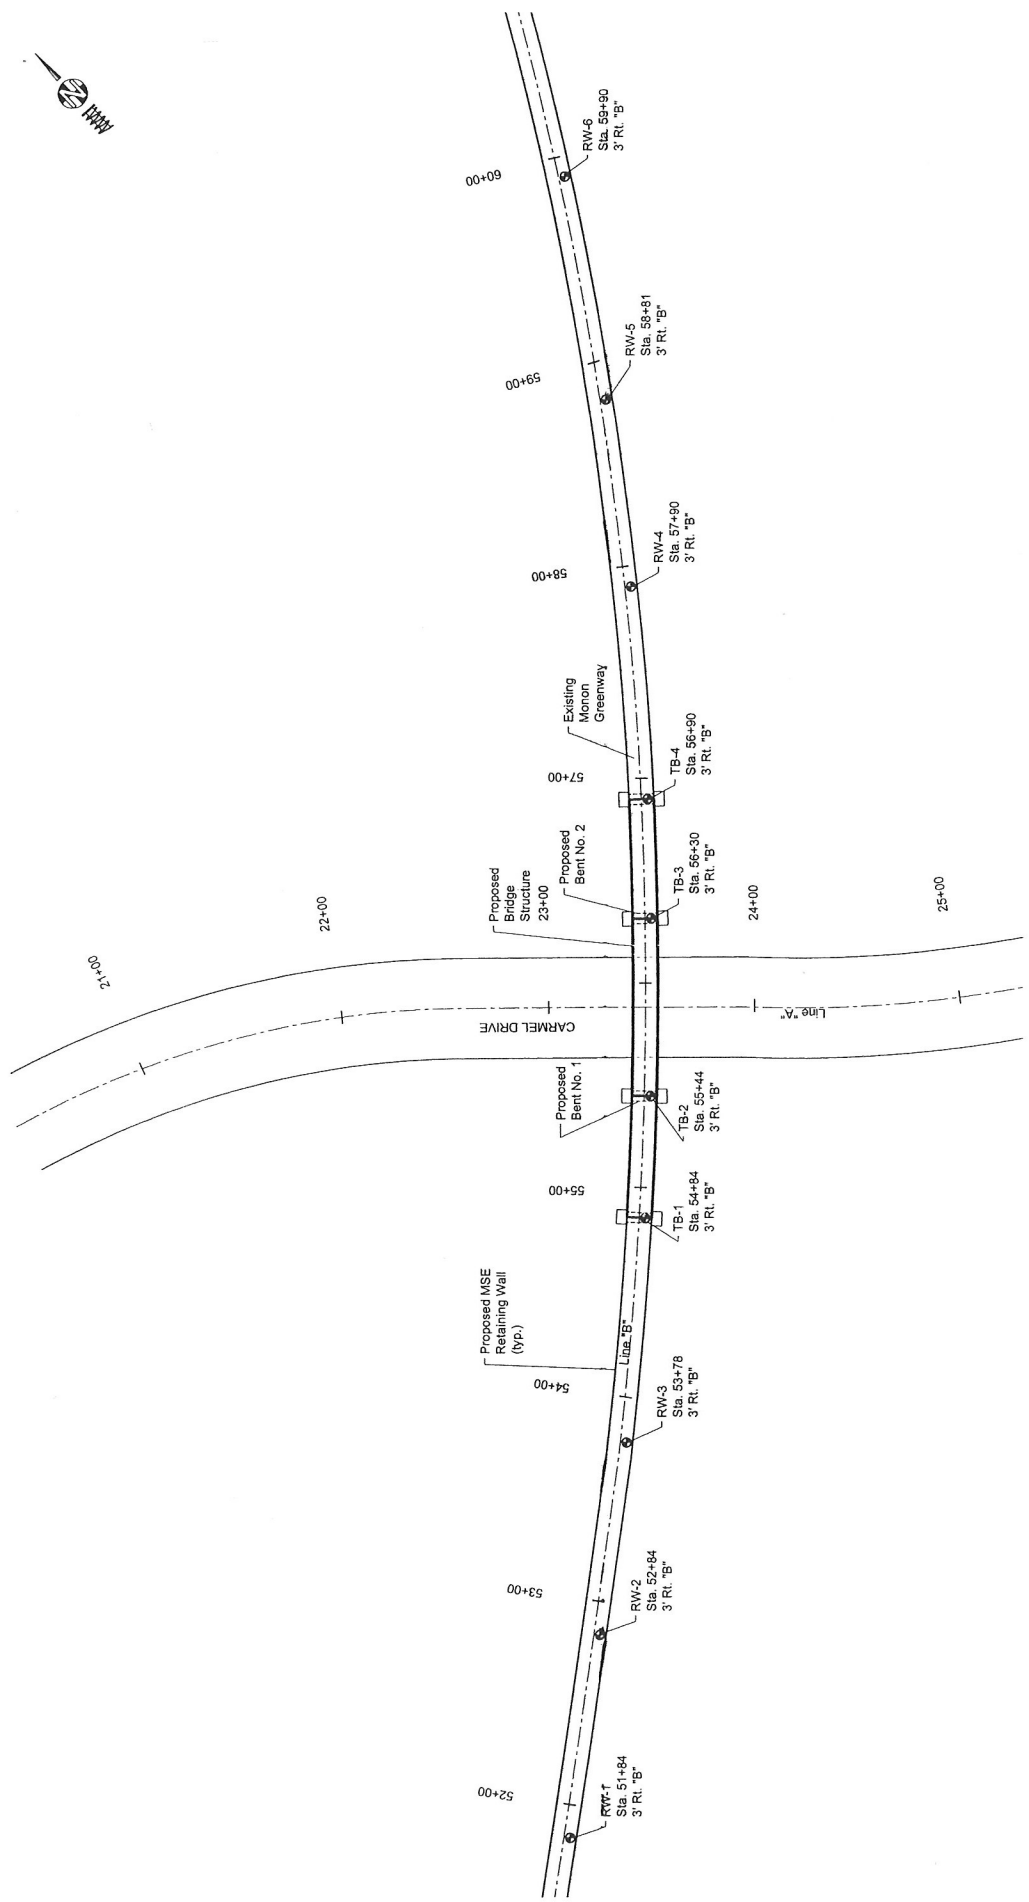 RW-6
Sta. 59+90
3' Rt. "B"
60+00
RW-5
Sta. 58+81
3' Rt. "B"
59+00
RW-4
Sta. 57+90
3' Rt. "B"
58+00
Existing
Monon
Greenway
57+00
TB-4
Sta. 56+90
3' Rt. "B"
Proposed
Bent No. 2
Proposed
Bridge
Structure
23+00
TB-3
Sta. 56+30
3' Rt. "B"
21+00
22+00
24+00
25+00
CARMEL DRIVE
Line "A"
Proposed
Bent No. 1
TB-2
Sta. 55+44
3' Rt. "B"
55+00
TB-1
Sta. 54+84
3' Rt. "B"
Proposed MSE
Retaining Wall
(typ.)
Line "B"
54+00
RW-3
Sta. 53+78
3' Rt. "B"
53+00
RW-2
Sta. 52+84
3' Rt. "B"
52+00
RW-1
Sta. 51+84
3' Rt. "B"